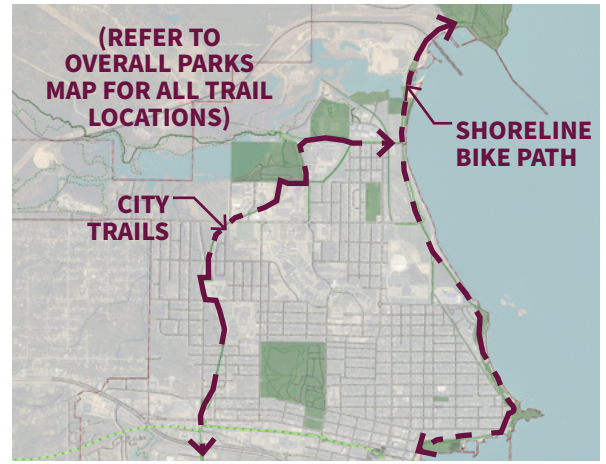 (REFER TO
OVERALL PARKS
MAP FOR ALL TRAIL
LOCATIONS)
SHORELINE
BIKE PATH
CITY
TRAILS